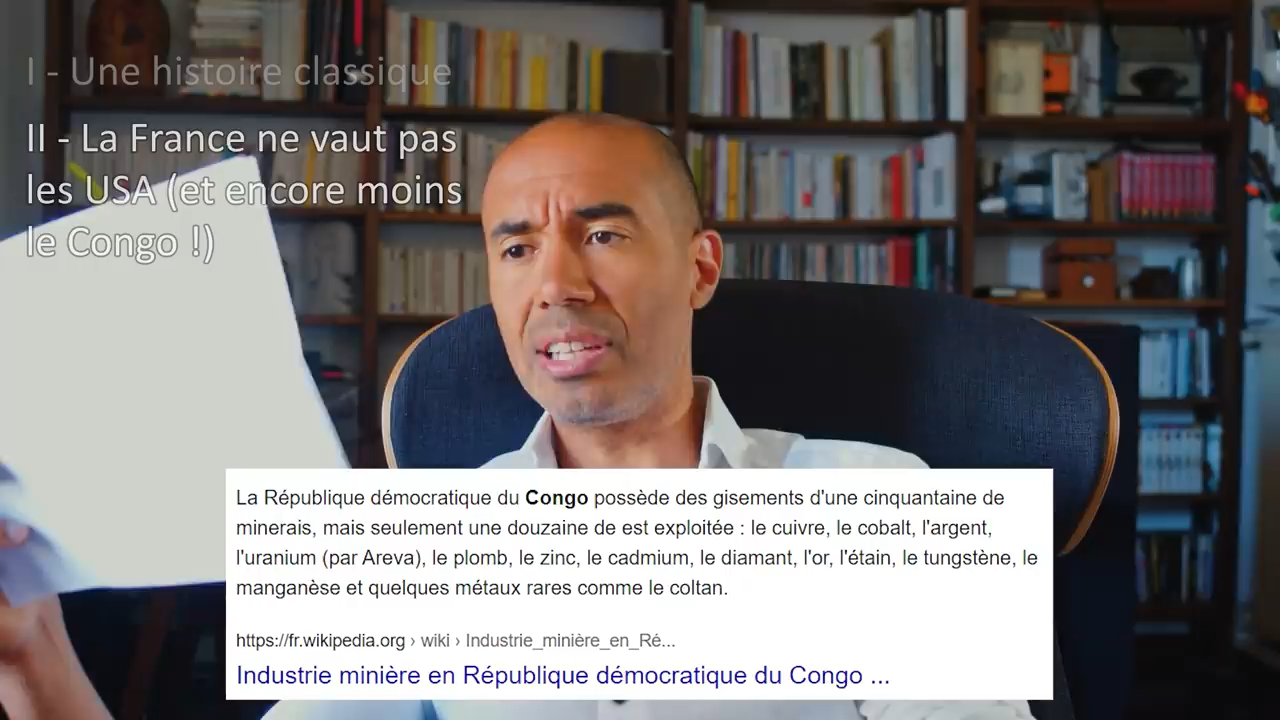 I - Une histoire classique
II - La France ne vaut pas
les USA (et encore moins
le Congo !)
La République démocratique du Congo possède des gisements d'une cinquantaine de
minerais, mais seulement une douzaine de est exploitée : le cuivre, le cobalt, l'argent,
l'uranium (par Areva), le plomb, le zinc, le cadmium, le diamant, l'or, l'étain, le tungstène, le
manganèse et quelques métaux rares comme le coltan.
https://fr.wikipedia.org › wiki › Industrie_minière_en_Ré...
Industrie minière en République démocratique du Congo ...